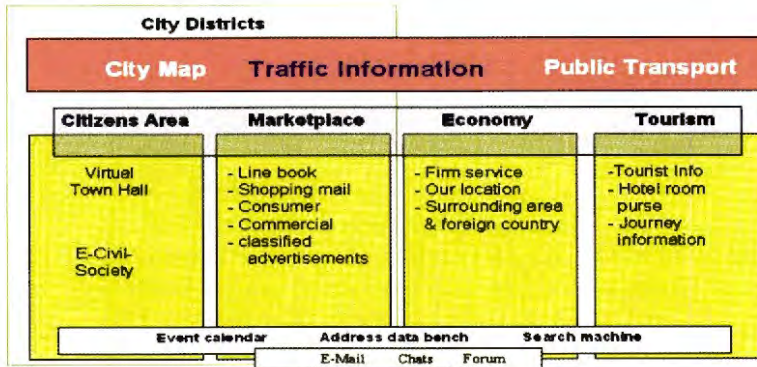 City Districts
City Map Traffic Information Public Transport
Citizens Area Marketplace Economy Tourism
Virtual
Town Hall
E-Civil-
Society
- Line book
- Shopping mail
- Consumer
- Commercial
- classified
advertisements
- Firm service
- Our location
- Surrounding area
& foreign country
-Tourist Info
- Hotel room
purse
- Journey
information
Event calendar Address data bench Search machine
E-Mail Chats Forum